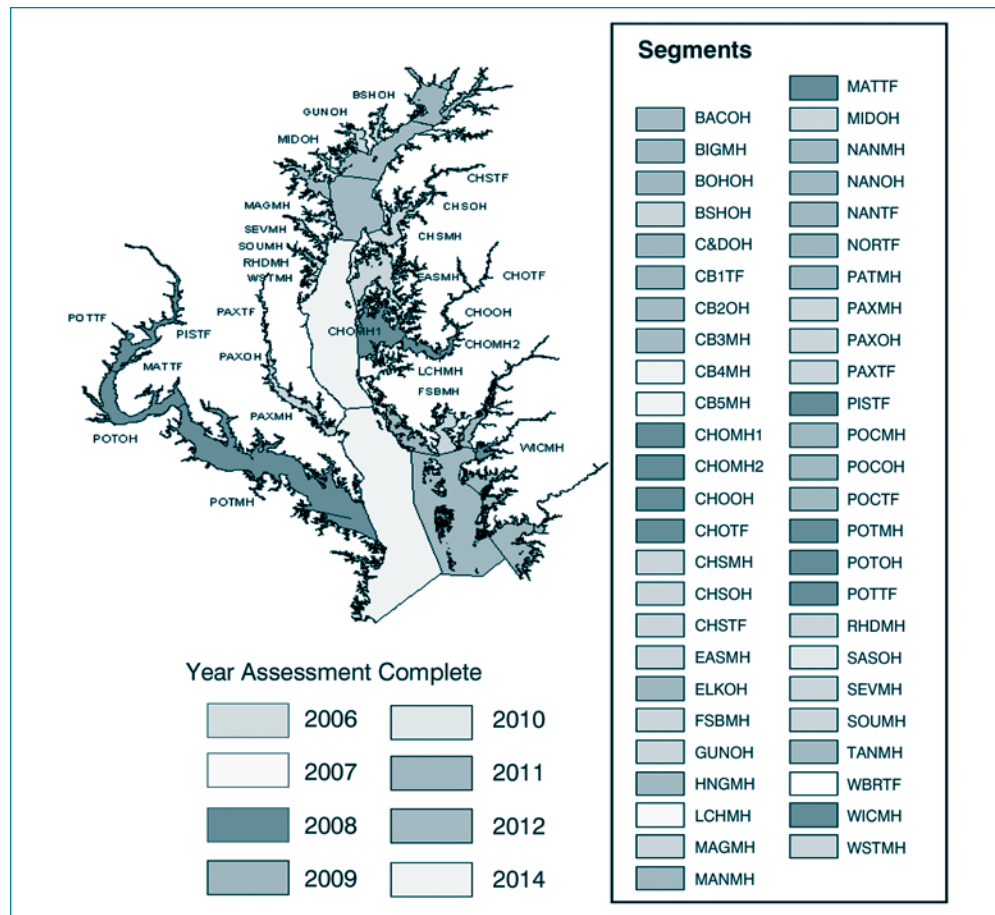 Segments
MATTF
BACOH
MIDOH
BIGMH
NANMH
BOHOH
NANOH
BSHOH
NANTF
C&DOH
NORTF
CB1TF
PATMH
CB2OH
PAXMH
CB3MH
PAXOH
CB4MH
PAXTF
CB5MH
PISTF
CHOMH1
POCMH
CHOMH2
POCOH
CHOOH
POCTF
CHOTF
POTMH
CHSMH
POTOH
CHSOH
POTTF
CHSTF
RHDMH
EASMH
SASOH
ELKOH
SEVMH
FSBMH
SOUMH
GUNOH
TANMH
HNGMH
WBRTF
LCHMH
WICMH
MAGMH
WSTMH
MANMH
BSHOH
GUNOH
MIDOH
CHSTF
MAGMH
CHSOH
SEVMH
CHSMH
SOUMH
RHDMH
WSTMH
EASMH
CHOTF
PAXTF
CHOOH
POTTF
PISTF
CHOMH1
CHOMH2
PAXOH
MATTF
LCHMH
FSBMH
PAXMH
POTOH
WICMH
POTMH
Year Assessment Complete
2006 2010
2007 2011
2008 2012
2009 2014